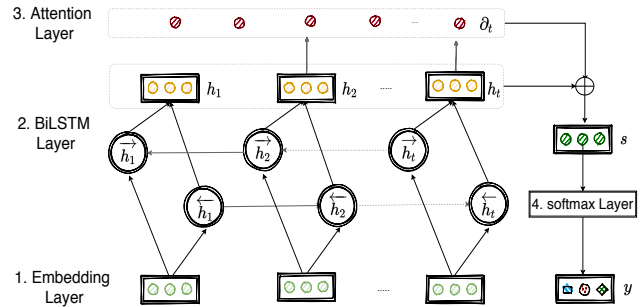 3. Attention
Layer
∂t
h1
h2
ht
2. BiLSTM
Layer
→h1
→h2
→ht
←h1
←h2
←ht
s
4. softmax Layer
1. Embedding
Layer
y